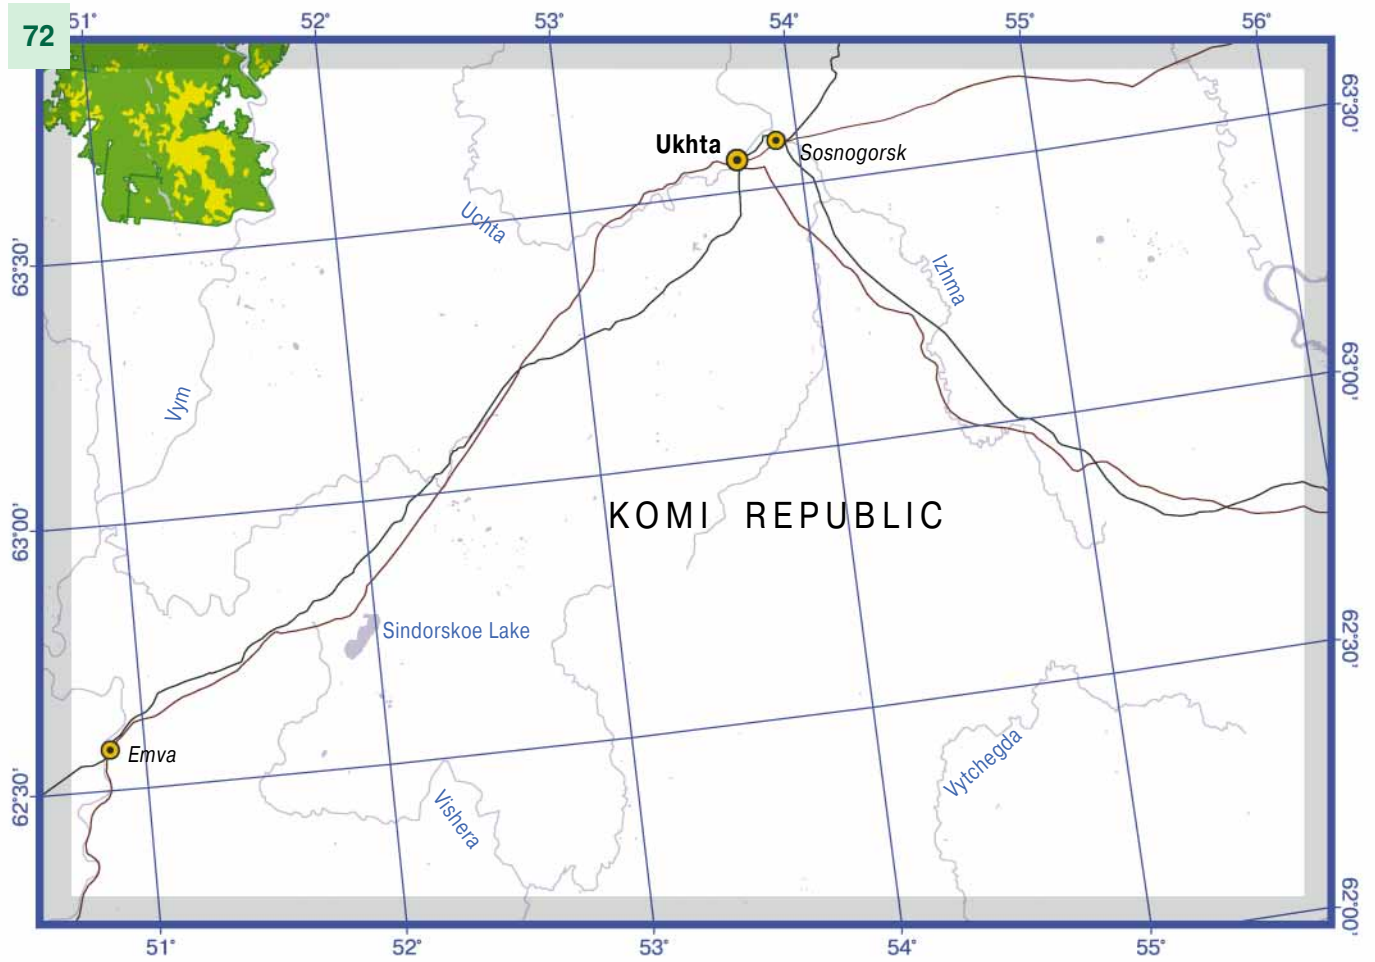 72
51°
52°
53°
54°
55°
56°
63°30'
Ukhta
Sosnogorsk
Uchta
63°30'
Izhma
63°00'
Vym
KOMI REPUBLIC
63°00'
Sindorskoe Lake
62°30'
Vytchegda
Emva
62°30'
Vishera
62°00'
51°
52°
53°
54°
55°